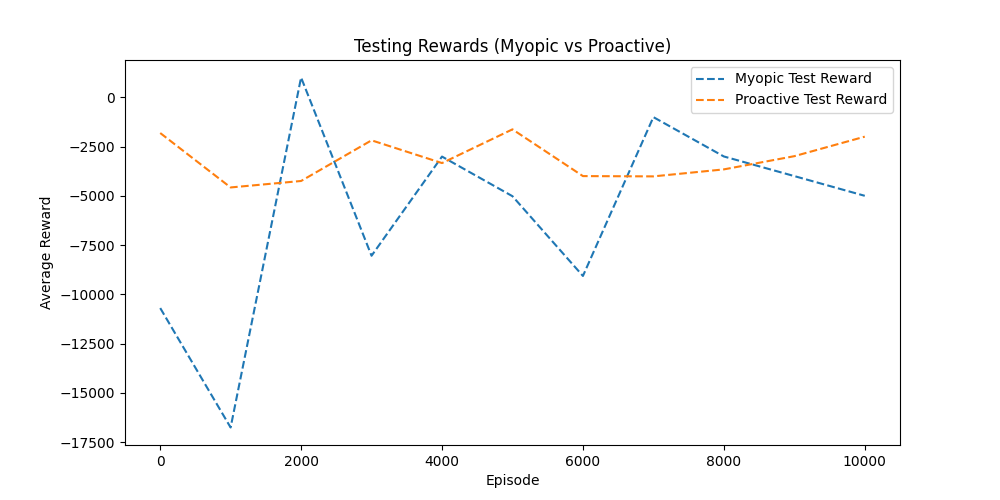 Testing Rewards (Myopic vs Proactive)
Myopic Test Reward
Proactive Test Reward
Average Reward
0
−2500
−5000
−7500
−10000
−12500
−15000
−17500
0 2000 4000 6000 8000 10000
Episode